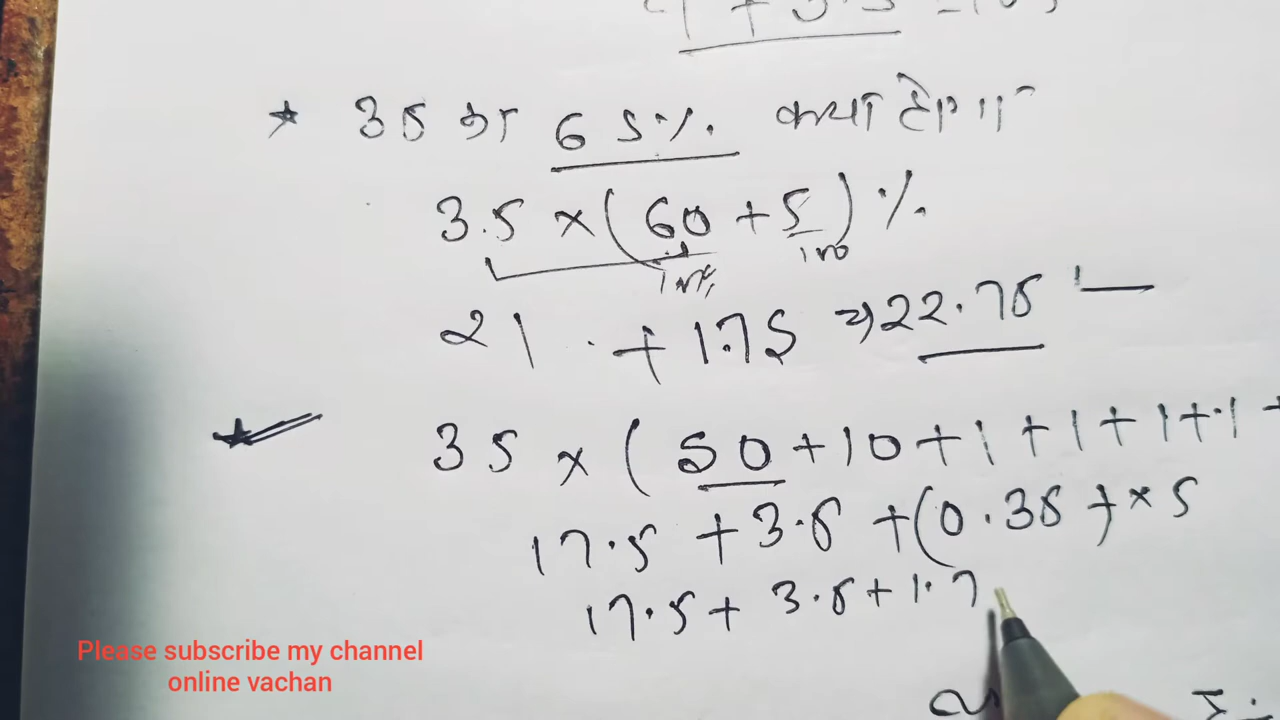 * 35 का 65% क्या होगा
3.5 × (60 + 5) %
100
21 + 1.75 ⇒ 22.75
35 × ( 50 + 10 + 1 + 1 + 1 + 1 +
17.5 + 3.5 + (0.35) × 5
17.5 + 3.5 + 1.7
Please subscribe my channel
online vachan